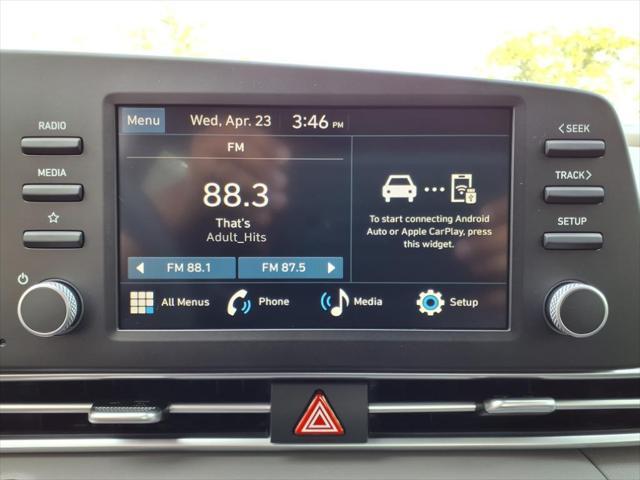 RADIO
MEDIA
Menu Wed, Apr. 23 3:46 PM
FM
88.3
That's
Adult_Hits
FM 88.1 FM 87.5
To start connecting Android
Auto or Apple CarPlay, press
this widget.
All Menus Phone Media Setup
<SEEK
TRACK>
SETUP